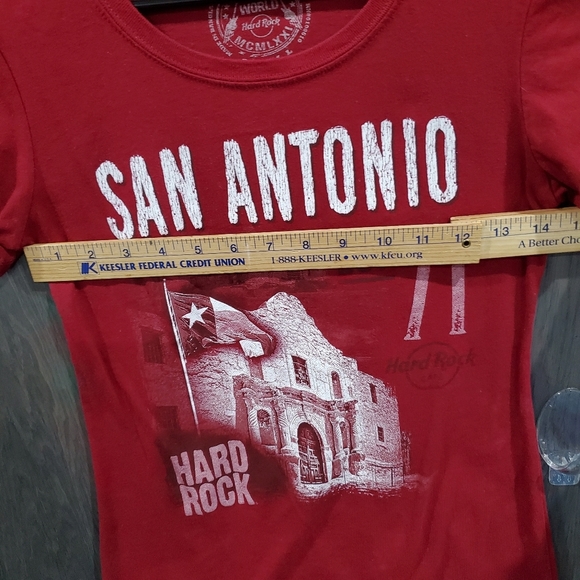 WORLD
Hard Rock
MCMLXXI
SAN ANTONIO
1 2 3 4 5 6 7 8 9 10 11 12 13 14
KEESLER FEDERAL CREDIT UNION 1-888-KEESLER • www.kfcu.org A Better Cho
71
Hard Rock
HARD
ROCK